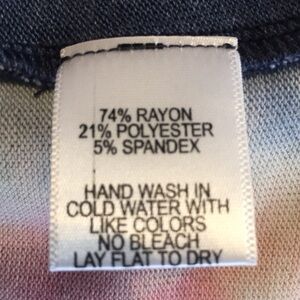 74% RAYON
21% POLYESTER
5% SPANDEX
HAND WASH IN
COLD WATER WITH
LIKE COLORS
NO BLEACH
LAY FLAT TO DRY